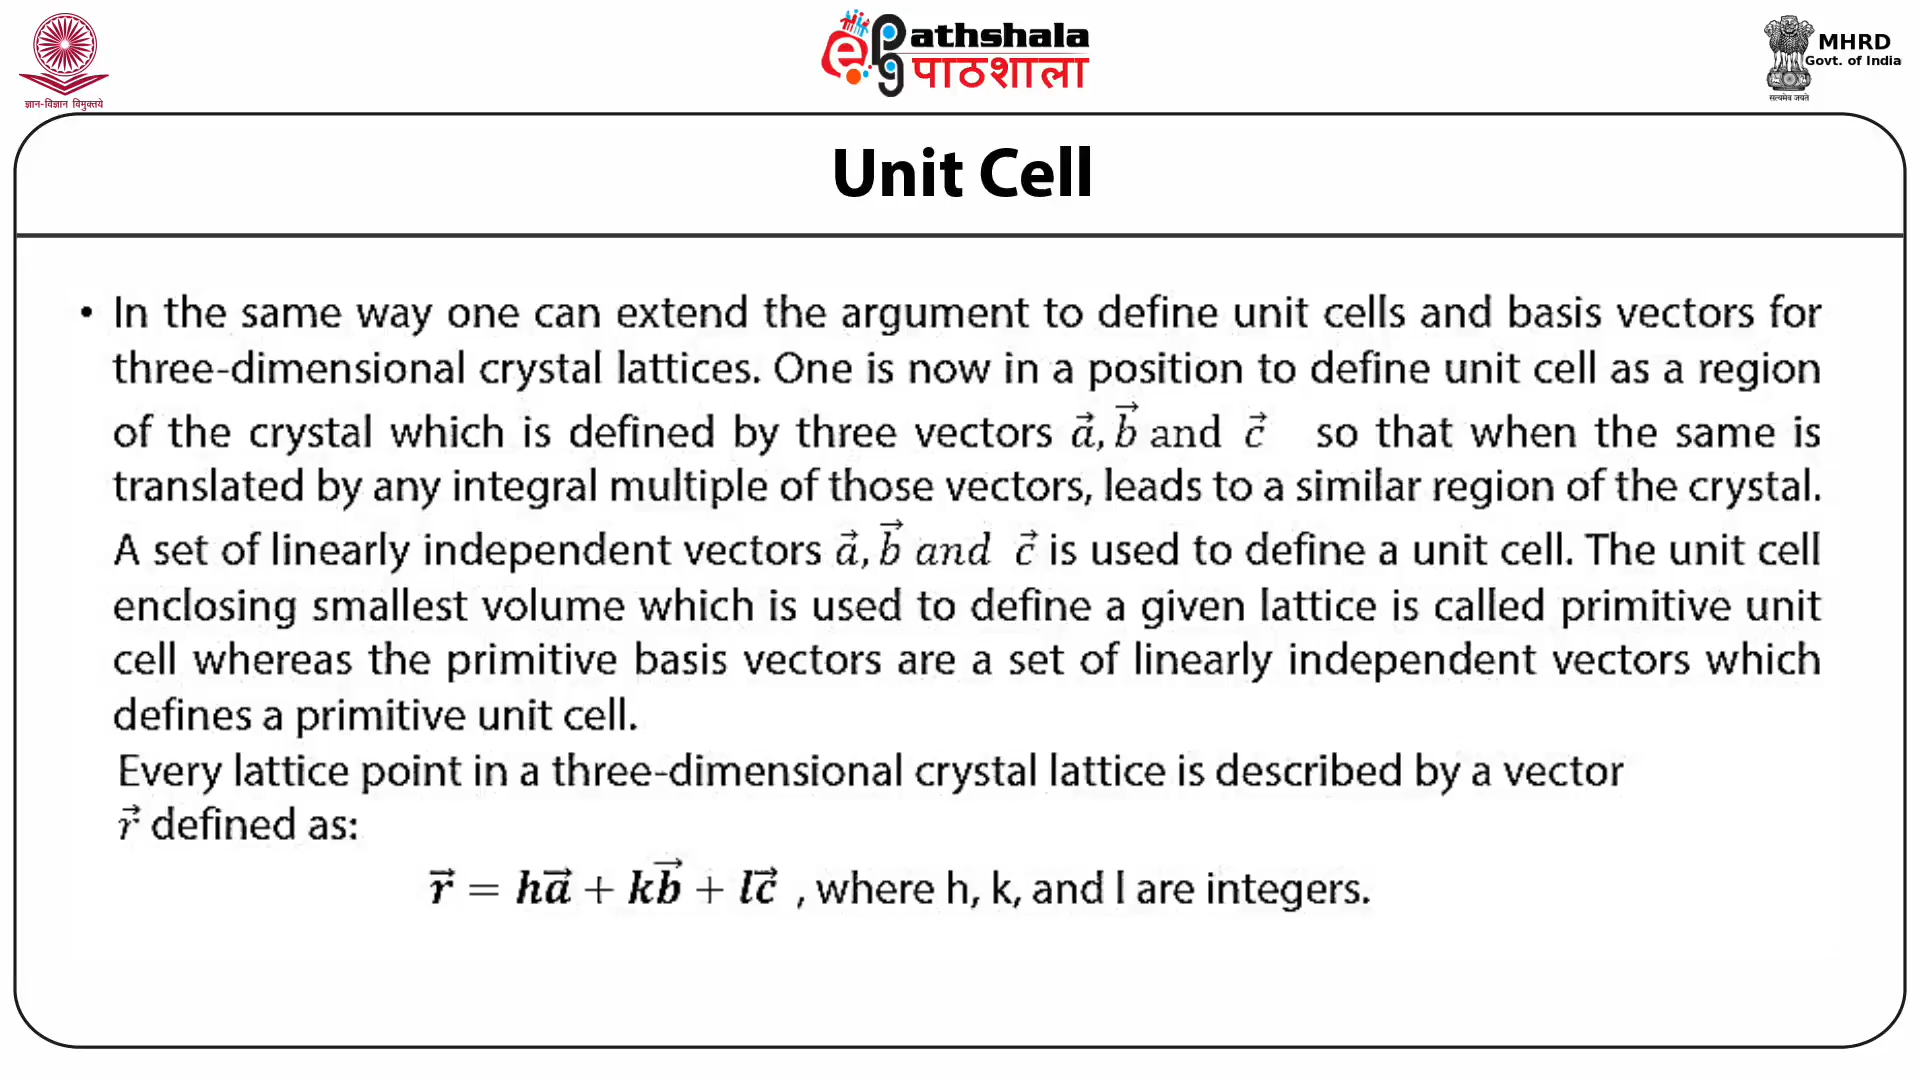 ज्ञान-विज्ञान विमुक्तये
ePathshala
पाठशाला
MHRD
Govt. of India
सत्यमेव जयते
Unit Cell
• In the same way one can extend the argument to define unit cells and basis vectors for
three-dimensional crystal lattices. One is now in a position to define unit cell as a region
of the crystal which is defined by three vectors a⃗, b⃗ and c⃗ so that when the same is
translated by any integral multiple of those vectors, leads to a similar region of the crystal.
A set of linearly independent vectors a⃗, b⃗ and c⃗ is used to define a unit cell. The unit cell
enclosing smallest volume which is used to define a given lattice is called primitive unit
cell whereas the primitive basis vectors are a set of linearly independent vectors which
defines a primitive unit cell.
Every lattice point in a three-dimensional crystal lattice is described by a vector
r⃗ defined as:
r⃗ = ha⃗ + kb⃗ + lc⃗ , where h, k, and l are integers.